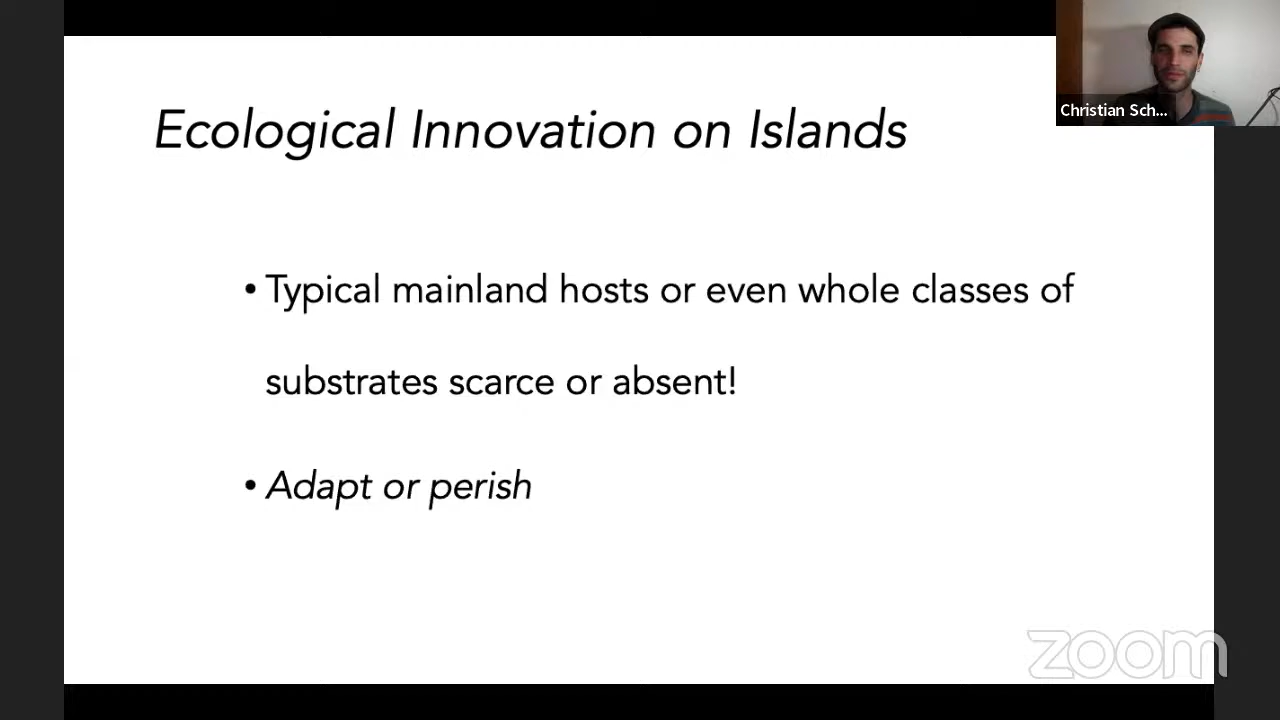 Ecological Innovation on Islands
Christian Sch...
• Typical mainland hosts or even whole classes of
substrates scarce or absent!
• Adapt or perish
zoom